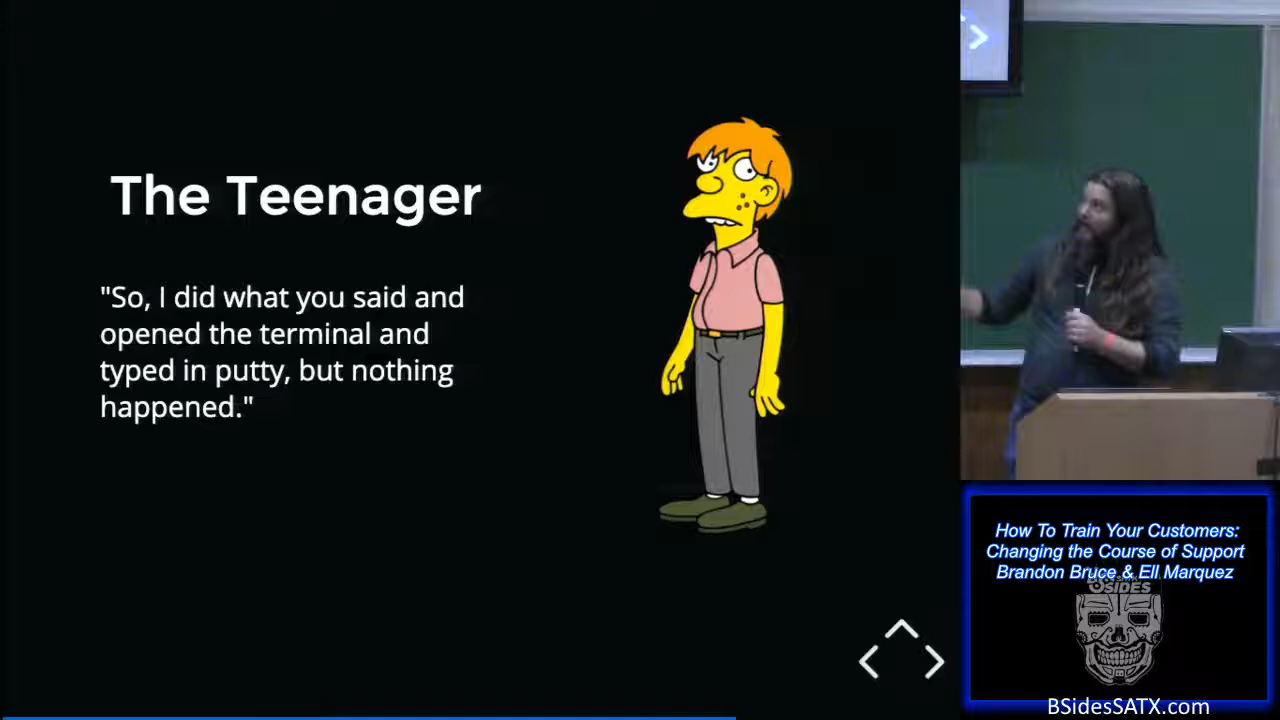 The Teenager
"So, I did what you said and
opened the terminal and
typed in putty, but nothing
happened."
How To Train Your Customers:
Changing the Course of Support
Brandon Bruce & Ell Marquez
BSIDES
BSidesSATX.com